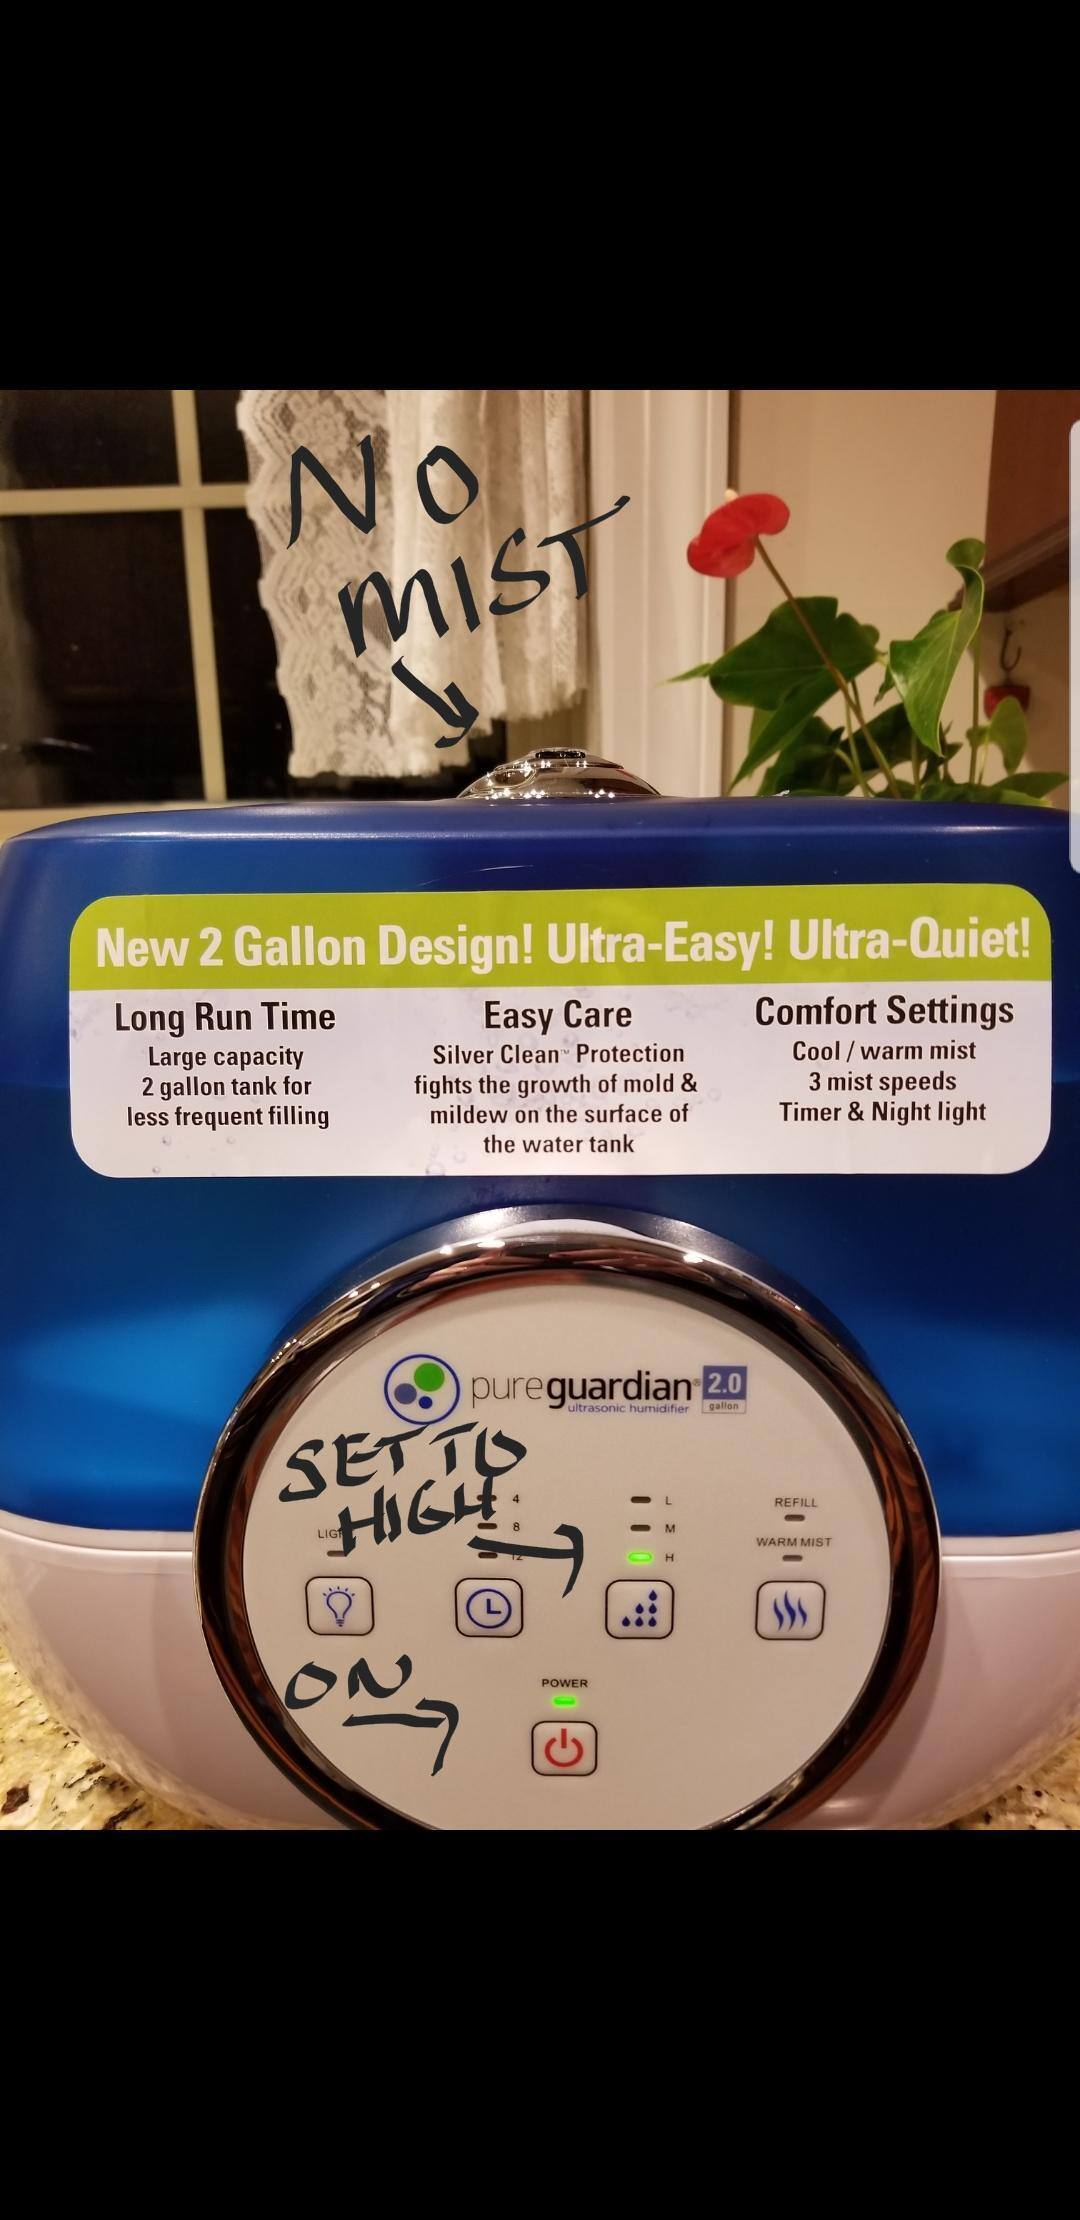 NO
MIST
New 2 Gallon Design! Ultra-Easy! Ultra-Quiet!
Long Run Time
Large capacity
2 gallon tank for
less frequent filling
Easy Care
Silver Clean™ Protection
fights the growth of mold &
mildew on the surface of
the water tank
Comfort Settings
Cool / warm mist
3 mist speeds
Timer & Night light
pureguardian® 2.0
gallon
ultrasonic humidifier
SET TO
HIGH
4
8
12
L
M
H
REFILL
WARM MIST
ON
POWER